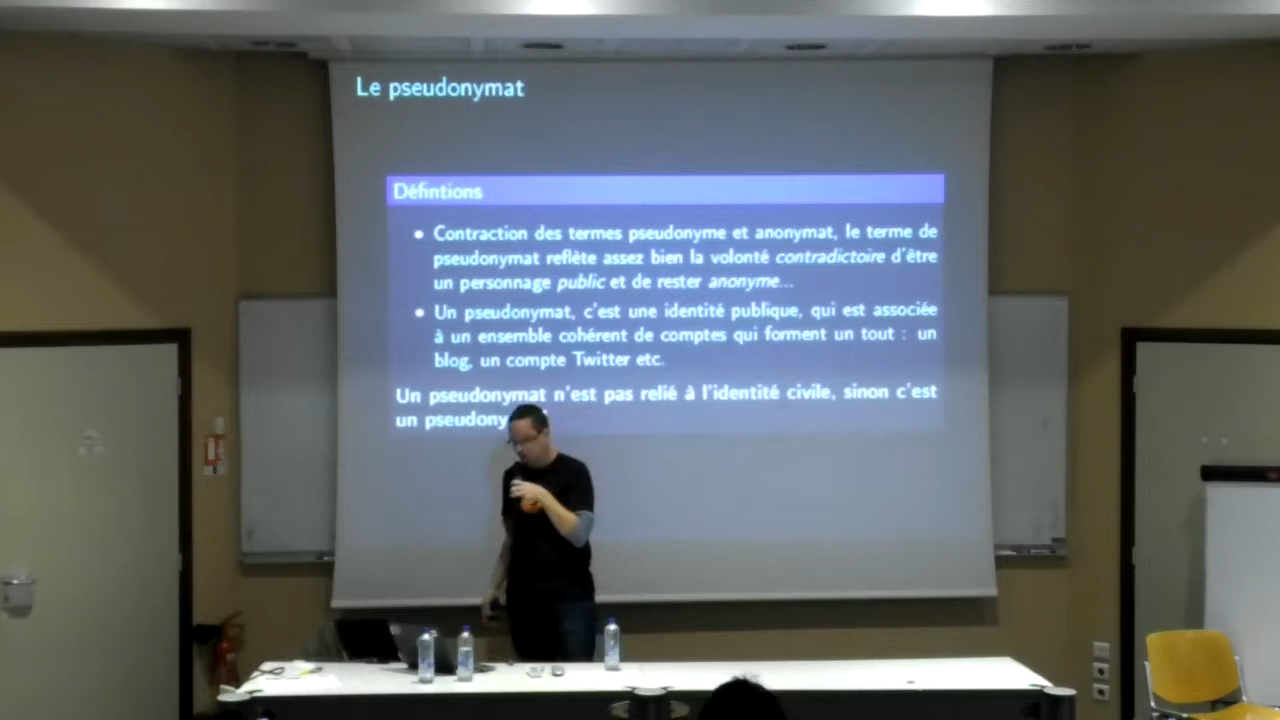 Le pseudonymat
Défintions
• Contraction des termes pseudonyme et anonymat, le terme de
pseudonymat reflète assez bien la volonté contradictoire d'être
un personnage public et de rester anonyme...
• Un pseudonymat, c'est une identité publique, qui est associée
à un ensemble cohérent de comptes qui forment un tout : un
blog, un compte Twitter etc.
Un pseudonymat n'est pas relié à l'identité civile, sinon c'est
un pseudony